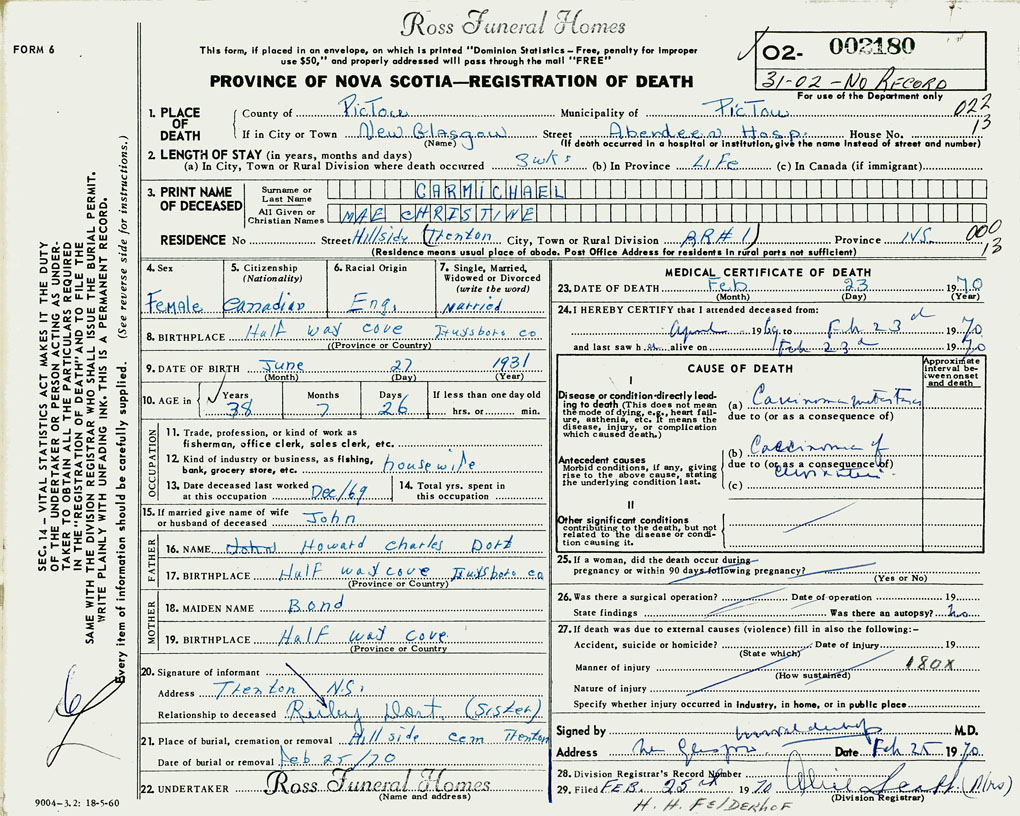 Ross Funeral Homes
FORM 6
This form, if placed in an envelope, on which is printed "Dominion Statistics – Free, penalty for improper
use $50," and properly addressed will pass through the mail "FREE"
PROVINCE OF NOVA SCOTIA—REGISTRATION OF DEATH
02- 002180
31-02 - NO RECORD
For use of the Department only
022
13
1. PLACE OF DEATH
County of PicTou Municipality of PicTou
If in City or Town New Glasgow Street Aberdeen Hosp. House No.
(Name) (If death occurred in a hospital or institution, give the name instead of street and number)
2. LENGTH OF STAY (in years, months and days)
(a) In City, Town or Rural Division where death occurred 3 wks (b) In Province LIFe (c) In Canada (if immigrant)
3. PRINT NAME OF DECEASED
Surname or Last Name CARMICHAEL
All Given or Christian Names MAE CHRISTINE
RESIDENCE No Street Hillside (Trenton City, Town or Rural Division RR#1) Province N.S.
000
13
(Residence means usual place of abode. Post Office Address for residents in rural parts not sufficient)
4. Sex Female
5. Citizenship (Nationality) Canadian
6. Racial Origin Eng.
7. Single, Married, Widowed or Divorced (write the word) Married
8. BIRTHPLACE Half way cove Guysboro co
(Province or Country)
9. DATE OF BIRTH June 27 1931
(Month) (Day) (Year)
10. AGE in Years 38 Months 7 Days 26 If less than one day old hrs. or min.
OCCUPATION
11. Trade, profession, or kind of work as fisherman, office clerk, sales clerk, etc.
12. Kind of industry or business, as fishing, bank, grocery store, etc. housewife
13. Date deceased last worked at this occupation Dec/69
14. Total yrs. spent in this occupation
15. If married give name of wife or husband of deceased John
FATHER
16. NAME John Howard Charles Dort
17. BIRTHPLACE Half way cove Guysboro co
(Province or Country)
MOTHER
18. MAIDEN NAME Bond
19. BIRTHPLACE Half way cove
(Province or Country
20. Signature of informant
Address Trenton N.S.
Relationship to deceased Dort. (Sister)
21. Place of burial, cremation or removal Hillside cem Trenton
Date of burial or removal Feb 25/70
22. UNDERTAKER Ross Funeral Homes
(Name and address)
MEDICAL CERTIFICATE OF DEATH
23. DATE OF DEATH Feb 23 1970
(Month) (Day) (Year)
24. I HEREBY CERTIFY that I attended deceased from:
April 1969 to Feb 23d 1970
and last saw her alive on Feb 23d 1970
CAUSE OF DEATH
Approximate interval between onset and death
I
Disease or condition directly leading to death (This does not mean the mode of dying, e.g., heart failure, asthenia, etc. It means the disease, injury, or complication which caused death.)
(a) Carcinoma
due to (or as a consequence of)
Antecedent causes
Morbid conditions, if any, giving rise to the above cause, stating the underlying condition last.
(b) Carcinoma of
due to (or as a consequence of)
(c)
II
Other significant conditions contributing to the death, but not related to the disease or condition causing it.
25. If a woman, did the death occur during pregnancy or within 90 days following pregnancy?
(Yes or No)
26. Was there a surgical operation? Date of operation 19
State findings Was there an autopsy? No
27. If death was due to external causes (violence) fill in also the following:–
Accident, suicide or homicide? Date of injury 19
(State which)
Manner of injury 180X
(How sustained)
Nature of injury
Specify whether injury occurred in industry, in home, or in public place
Signed by M.D.
Address New Glasgow Date Feb 25 1970
28. Division Registrar's Record Number
29. Filed FEB. 25th 1970 (Mrs)
(Division Registrar)
H. H. FELDERHOF
SEC. 14 – VITAL STATISTICS ACT MAKES IT THE DUTY
OF THE UNDERTAKER OR PERSON ACTING AS UNDER-
TAKER TO OBTAIN ALL THE PARTICULARS REQUIRED
IN THE "REGISTRATION OF DEATH" AND TO FILE THE
SAME WITH THE DIVISION REGISTRAR WHO SHALL ISSUE THE BURIAL PERMIT.
WRITE PLAINLY WITH UNFADING INK. THIS IS A PERMANENT RECORD.
Every item of information should be carefully supplied. (See reverse side for instructions.)
9004-3.2: 18-5-60